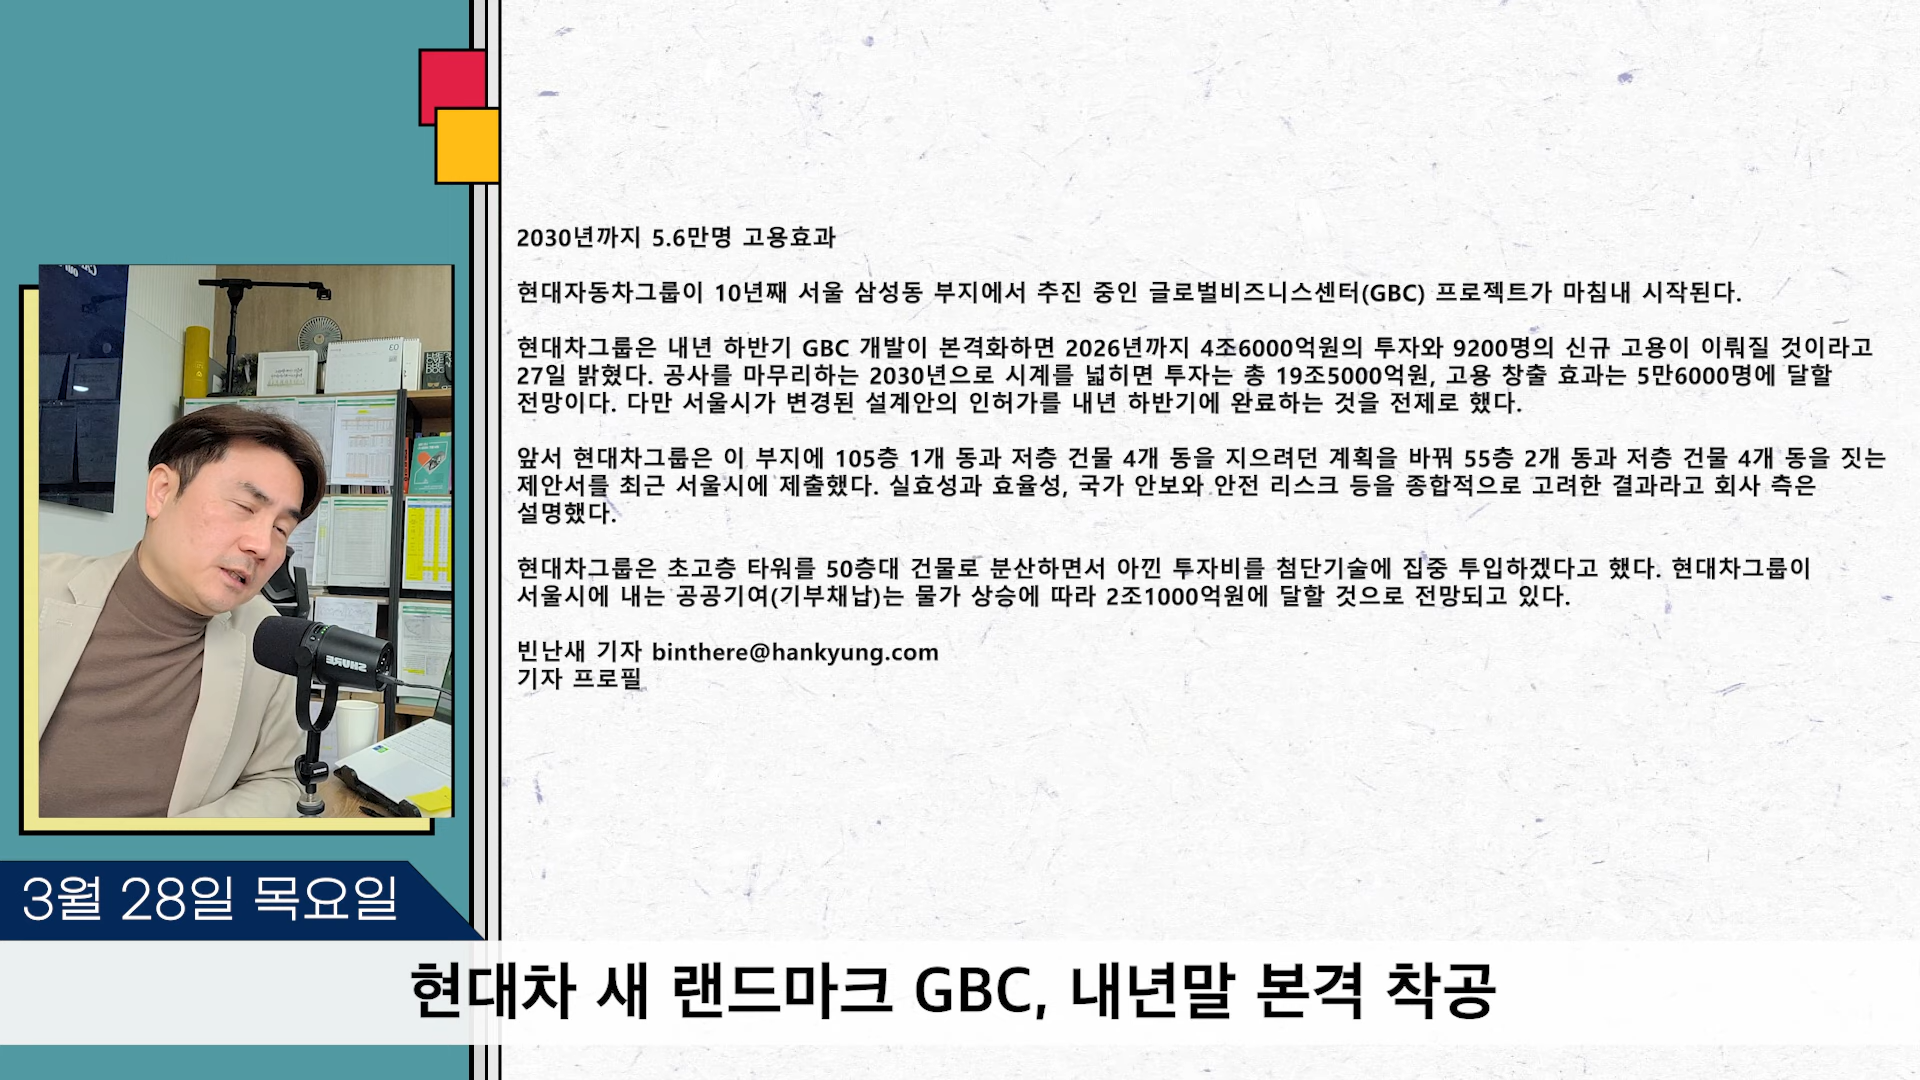 2030년까지 5.6만명 고용효과
현대자동차그룹이 10년째 서울 삼성동 부지에서 추진 중인 글로벌비즈니스센터(GBC) 프로젝트가 마침내 시작된다.
현대차그룹은 내년 하반기 GBC 개발이 본격화하면 2026년까지 4조6000억원의 투자와 9200명의 신규 고용이 이뤄질 것이라고
27일 밝혔다. 공사를 마무리하는 2030년으로 시계를 넓히면 투자는 총 19조5000억원, 고용 창출 효과는 5만6000명에 달할
전망이다. 다만 서울시가 변경된 설계안의 인허가를 내년 하반기에 완료하는 것을 전제로 했다.
앞서 현대차그룹은 이 부지에 105층 1개 동과 저층 건물 4개 동을 지으려던 계획을 바꿔 55층 2개 동과 저층 건물 4개 동을 짓는
제안서를 최근 서울시에 제출했다. 실효성과 효율성, 국가 안보와 안전 리스크 등을 종합적으로 고려한 결과라고 회사 측은
설명했다.
현대차그룹은 초고층 타워를 50층대 건물로 분산하면서 아낀 투자비를 첨단기술에 집중 투입하겠다고 했다. 현대차그룹이
서울시에 내는 공공기여(기부채납)는 물가 상승에 따라 2조1000억원에 달할 것으로 전망되고 있다.
빈난새 기자 binthere@hankyung.com
기자 프로필
SHURE
3월 28일 목요일
현대차 새 랜드마크 GBC, 내년말 본격 착공